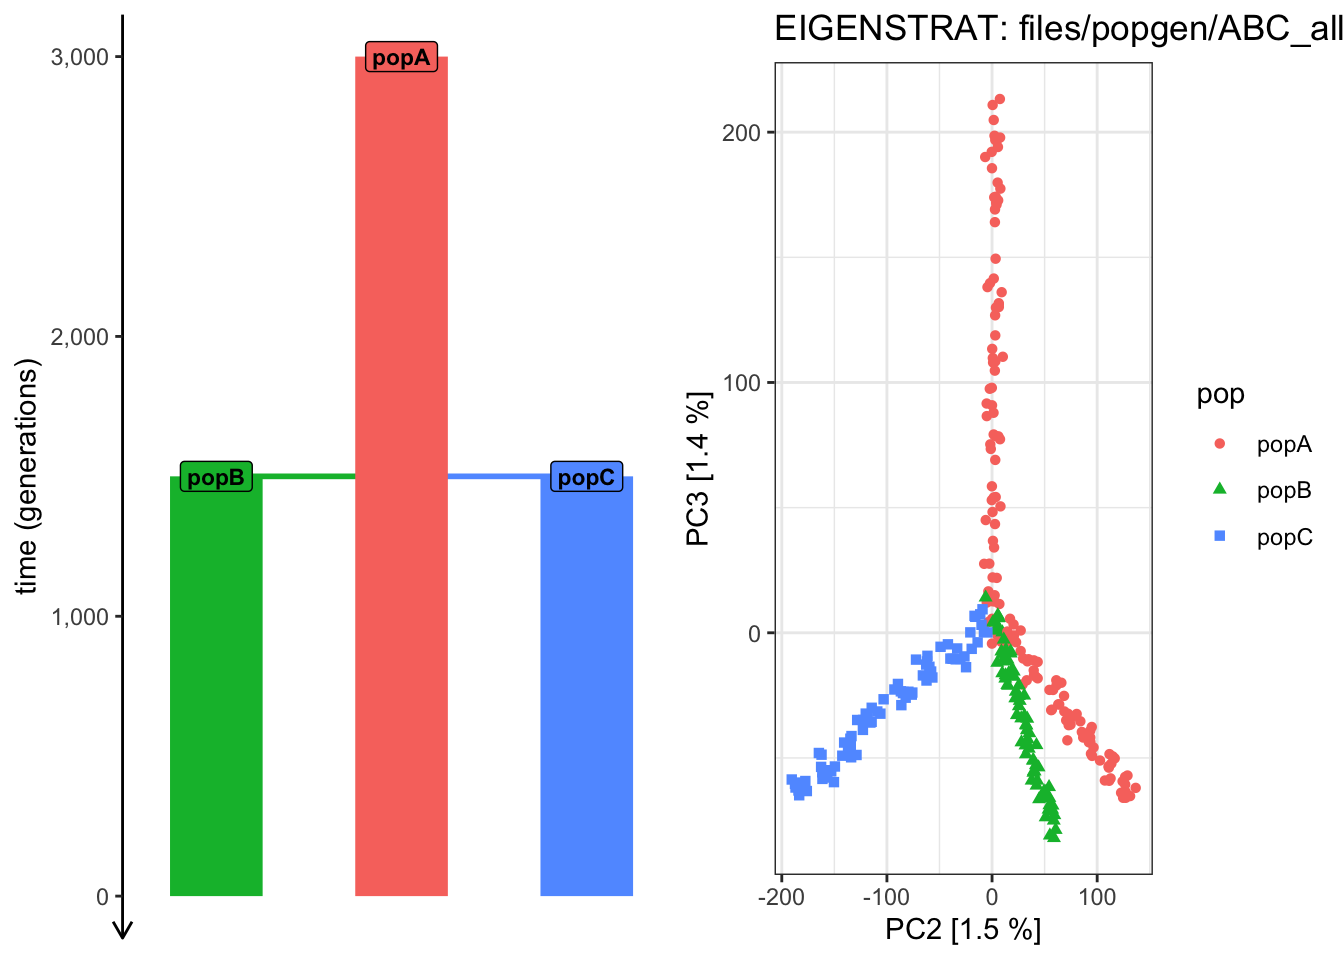 time (generations)
3,000
2,000
1,000
0
popA
popB
popC
EIGENSTRAT: files/popgen/ABC_all
PC3 [1.4 %]
200
100
0
-200
-100
0
100
PC2 [1.5 %]
pop
popA
popB
popC